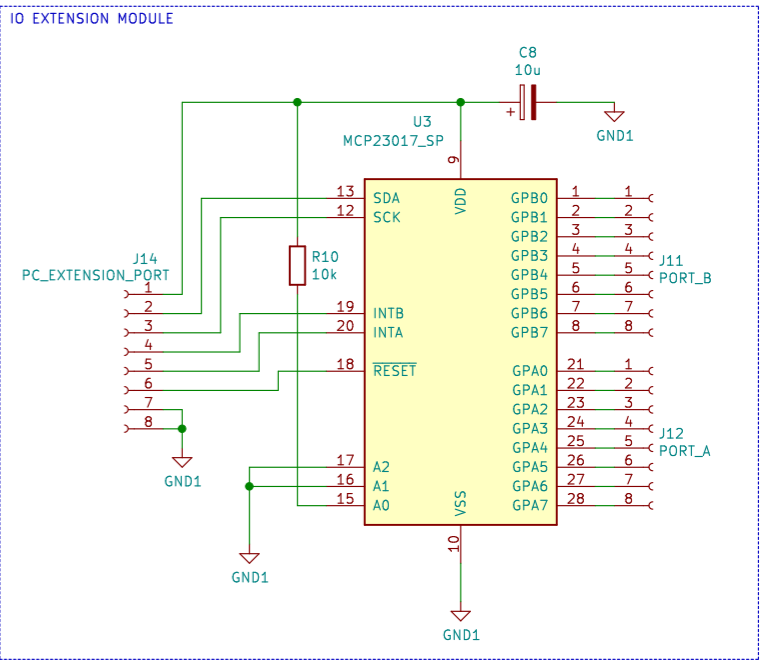 IO EXTENSION MODULE
C8
10u
GND1
U3
MCP23017_SP
9
VDD
13 SDA
12 SCK
GPB0 1 1
GPB1 2 2
GPB2 3 3
GPB3 4 4
GPB4 5 5
GPB5 6 6
GPB6 7 7
GPB7 8 8
J11
PORT_B
R10
10k
J14
PC_EXTENSION_PORT
1
2
3
4
5
6
7
8
GND1
19 INTB
20 INTA
18 RESET
GPA0 21 1
GPA1 22 2
GPA2 23 3
GPA3 24 4
GPA4 25 5
GPA5 26 6
GPA6 27 7
GPA7 28 8
J12
PORT_A
17 A2
16 A1
15 A0
VSS
10
GND1
GND1